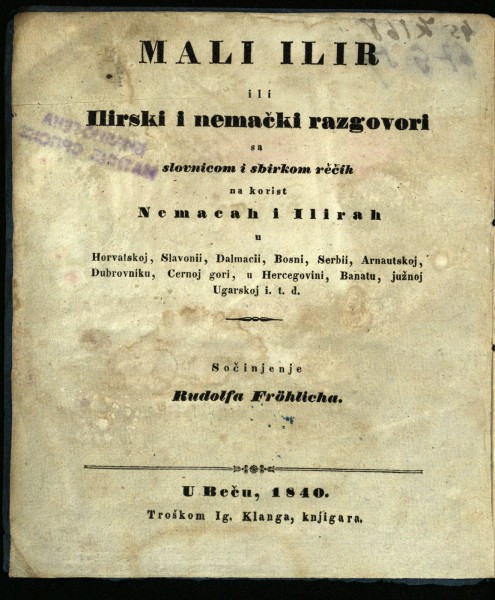 MALI ILIR
ili
Ilirski i nemački razgovori
sa
slovnicom i sbirkom rěčih
na korist
Nemacah i Ilirah
u
Horvatskoj, Slavonii, Dalmacii, Bosni, Serbii, Arnautskoj,
Dubrovniku, Cernoj gori, u Hercegovini, Banatu, južnoj
Ugarskoj i. t. d.
Sočinjenje
Rudolfa Fröhlicha.
U Beču, 1840.
Troškom Ig. Klanga, knjigara.